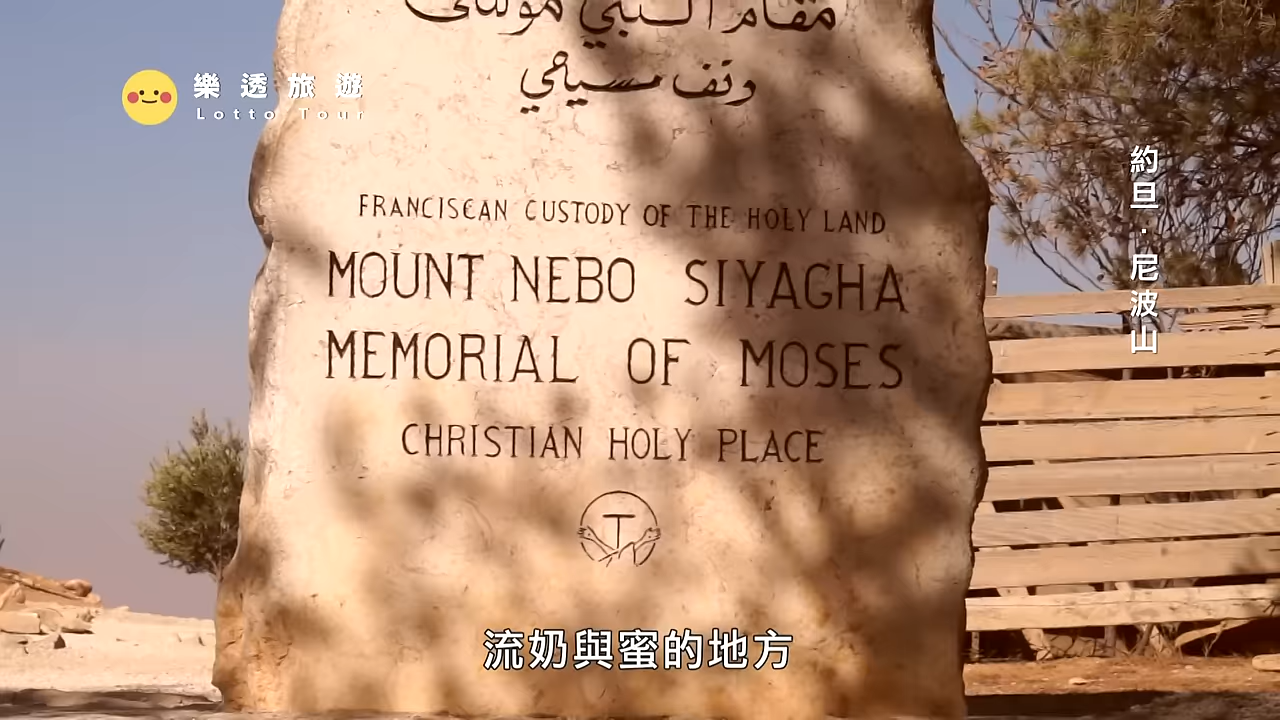 مقام النبي موسى
وقف مسيحي
樂透旅遊
Lotto Tour
FRANCISCAN CUSTODY OF THE HOLY LAND
MOUNT NEBO SIYAGHA
MEMORIAL OF MOSES
CHRISTIAN HOLY PLACE
T
約旦·尼波山
流奶與蜜的地方